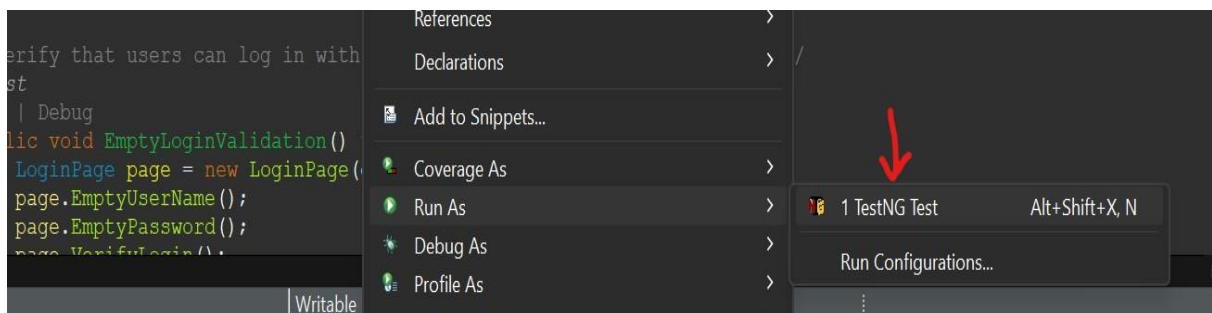 erify that users can log in with
st
| Debug
lic void EmptyLoginValidation()
LoginPage page = new LoginPage(
page.EmptyUserName();
page.EmptyPassword();
page.VerifyLogin();
Writable
References
Declarations
Add to Snippets...
Coverage As
Run As
Debug As
Profile As
/
1 TestNG Test Alt+Shift+X, N
Run Configurations...